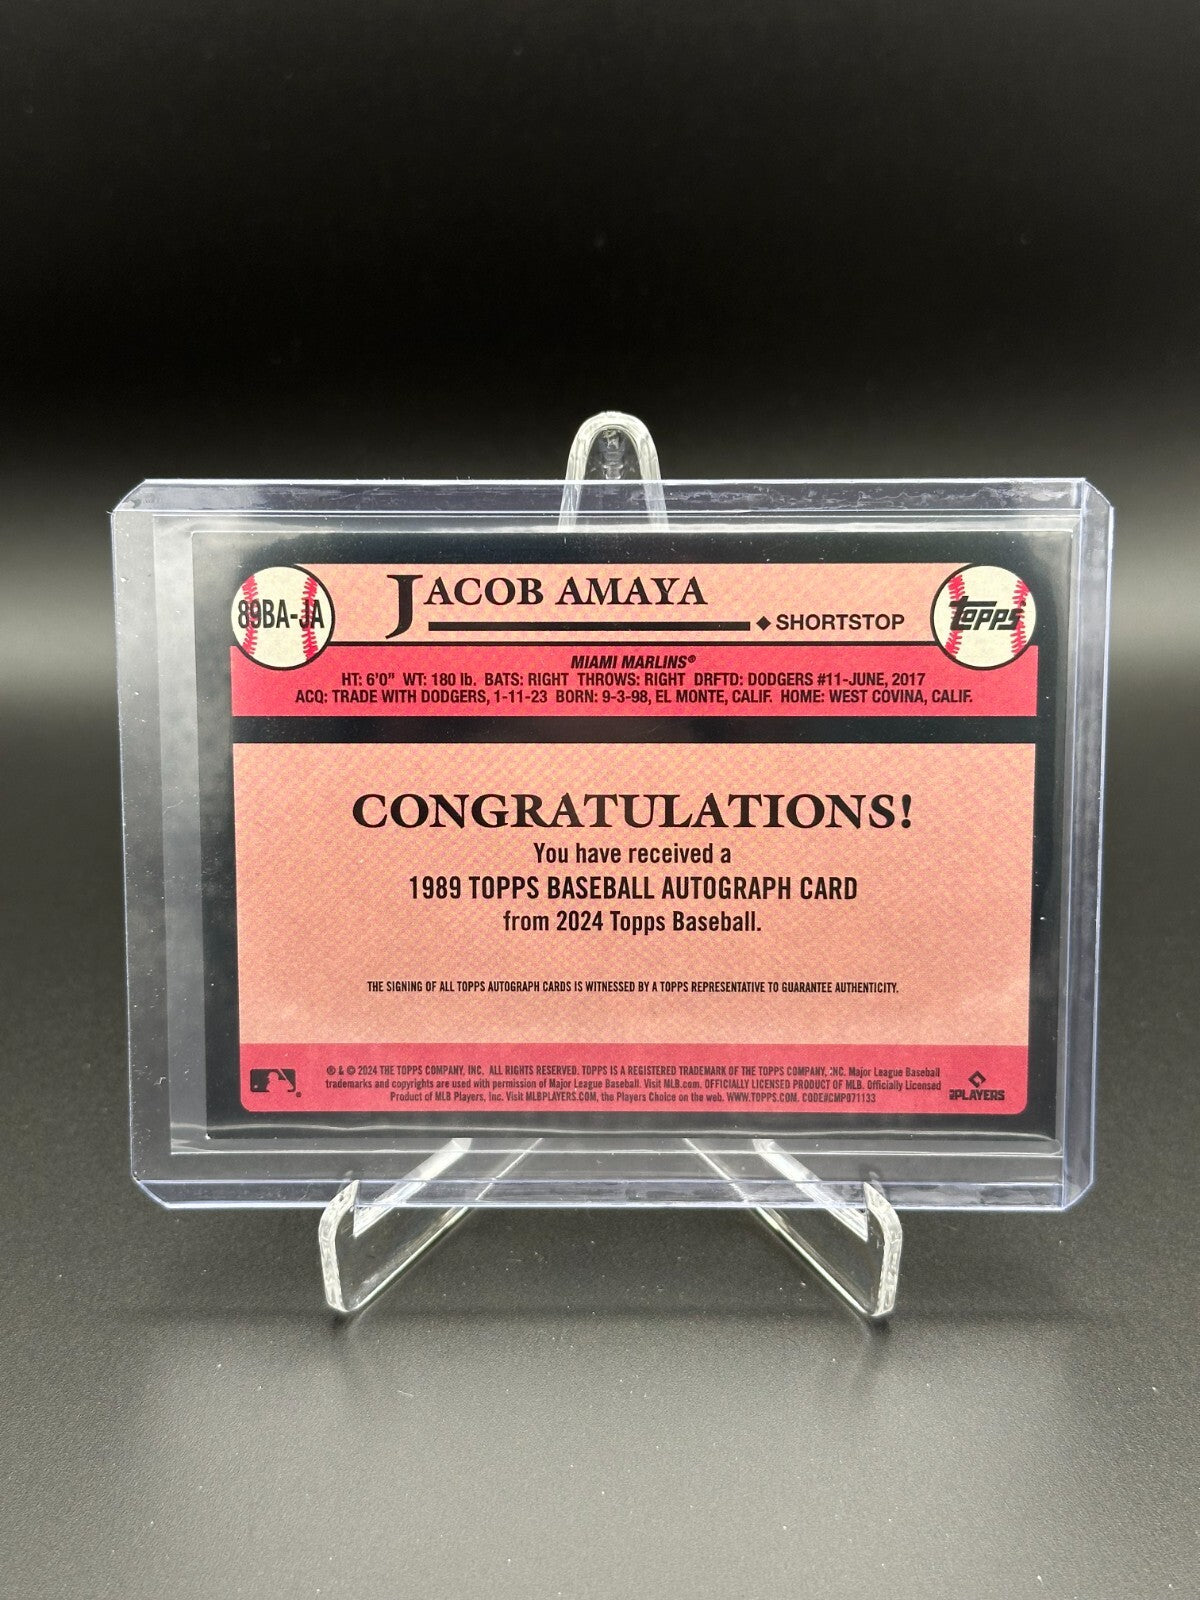 89BA-JA
JACOB AMAYA
◆ SHORTSTOP
Topps
MIAMI MARLINS®
HT: 6'0" WT: 180 lb. BATS: RIGHT THROWS: RIGHT DRFTD: DODGERS #11-JUNE, 2017
ACQ: TRADE WITH DODGERS, 1-11-23 BORN: 9-3-98, EL MONTE, CALIF. HOME: WEST COVINA, CALIF.
CONGRATULATIONS!
You have received a
1989 TOPPS BASEBALL AUTOGRAPH CARD
from 2024 Topps Baseball.
THE SIGNING OF ALL TOPPS AUTOGRAPH CARDS IS WITNESSED BY A TOPPS REPRESENTATIVE TO GUARANTEE AUTHENTICITY.
® & © 2024 THE TOPPS COMPANY, INC. ALL RIGHTS RESERVED. TOPPS IS A REGISTERED TRADEMARK OF THE TOPPS COMPANY, INC. Major League Baseball
trademarks and copyrights are used with permission of Major League Baseball. Visit MLB.com. OFFICIALLY LICENSED PRODUCT OF MLB. Officially Licensed
Product of MLB Players, Inc. Visit MLBPLAYERS.COM, the Players Choice on the web. WWW.TOPPS.COM. CODE#CMP071133
MLB PLAYERS